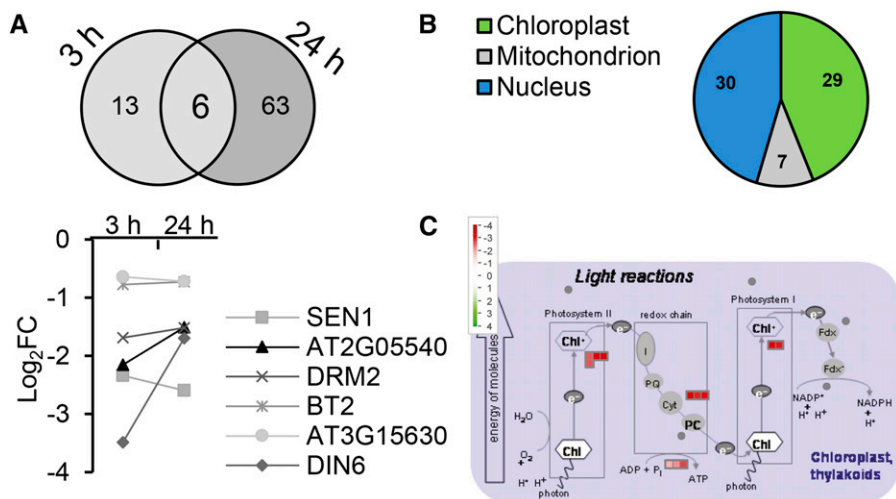 A
3 h
24 h
13
6
63
B
Chloroplast
Mitochondrion
Nucleus
30
29
7
3 h 24 h
0
-1
-2
-3
-4
Log2FC
SEN1
AT2G05540
DRM2
BT2
AT3G15630
DIN6
C
-4
-3
-2
-1
0
1
2
3
4
Light reactions
energy of molecules
Photosystem II
redox chain
Photosystem I
Chl*
e-
I
PQ
Cyt
PC
Chl*
e-
Fdx
Fdx-
e-
e-
e-
H2O
O2
+
H+ H+
Chl
photon
ADP + Pi
ATP
Chl
photon
NADP+
+
H+ H+
NADPH
+
H+
Chloroplast,
thylakoids